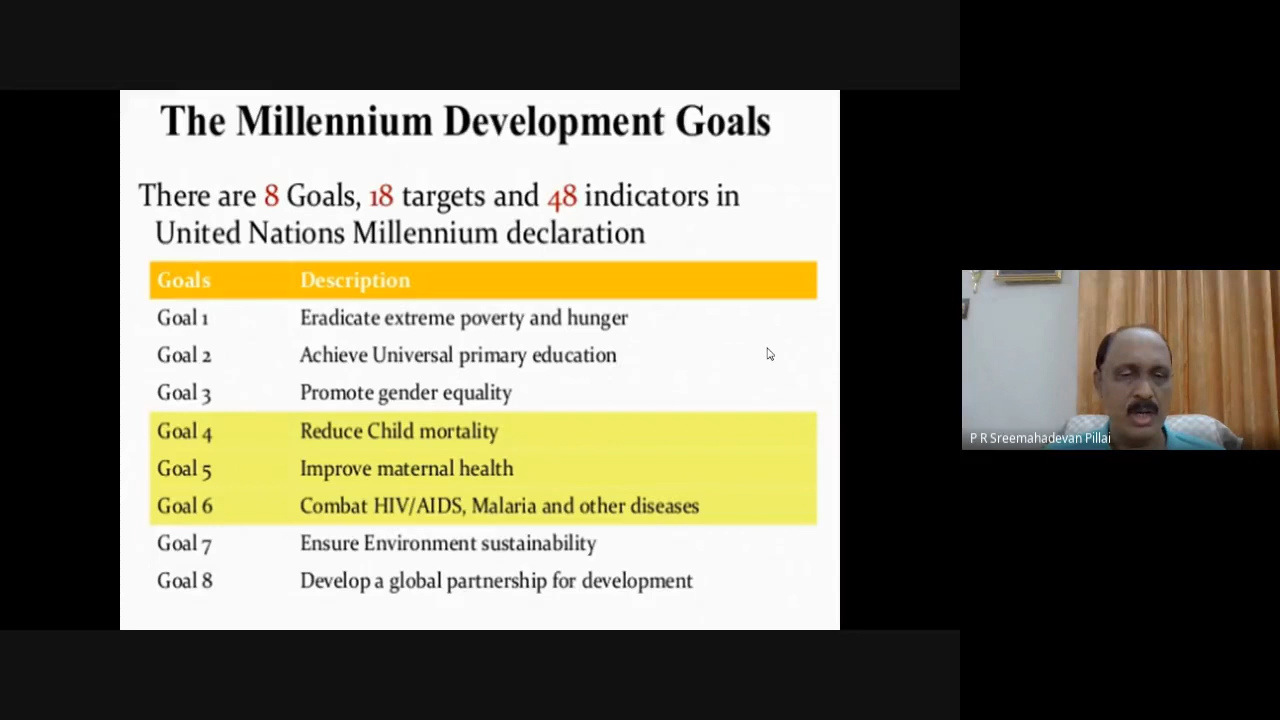 The Millennium Development Goals
There are 8 Goals, 18 targets and 48 indicators in
United Nations Millennium declaration
Goals Description
Goal 1 Eradicate extreme poverty and hunger
Goal 2 Achieve Universal primary education
Goal 3 Promote gender equality
Goal 4 Reduce Child mortality
Goal 5 Improve maternal health
Goal 6 Combat HIV/AIDS, Malaria and other diseases
Goal 7 Ensure Environment sustainability
Goal 8 Develop a global partnership for development
P R Sreemahadevan Pillai